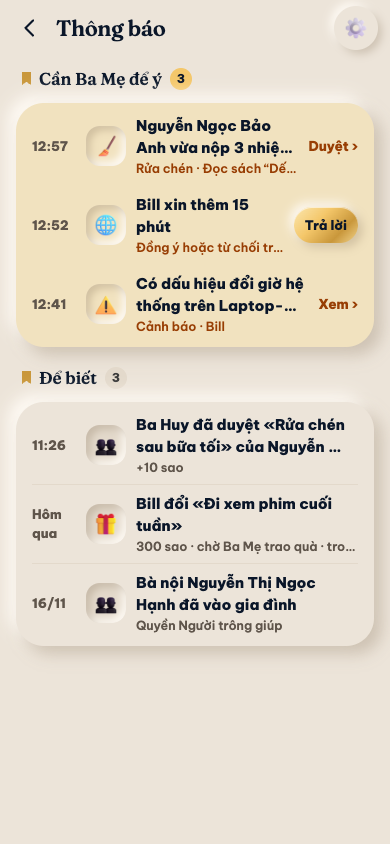 Thông báo
Cần Ba Mẹ để ý 3
12:57
Nguyễn Ngọc Bảo
Anh vừa nộp 3 nhiệ...
Rửa chén · Đọc sách “Dế...
Duyệt ›
12:52
Bill xin thêm 15
phút
Đồng ý hoặc từ chối tr...
Trả lời
12:41
Có dấu hiệu đổi giờ hệ
thống trên Laptop-...
Cảnh báo · Bill
Xem ›
Để biết 3
11:26
Ba Huy đã duyệt «Rửa chén
sau bữa tối» của Nguyễn ...
+10 sao
Hôm
qua
Bill đổi «Đi xem phim cuối
tuần»
300 sao · chờ Ba Mẹ trao quà · tro...
16/11
Bà nội Nguyễn Thị Ngọc
Hạnh đã vào gia đình
Quyền Người trông giúp